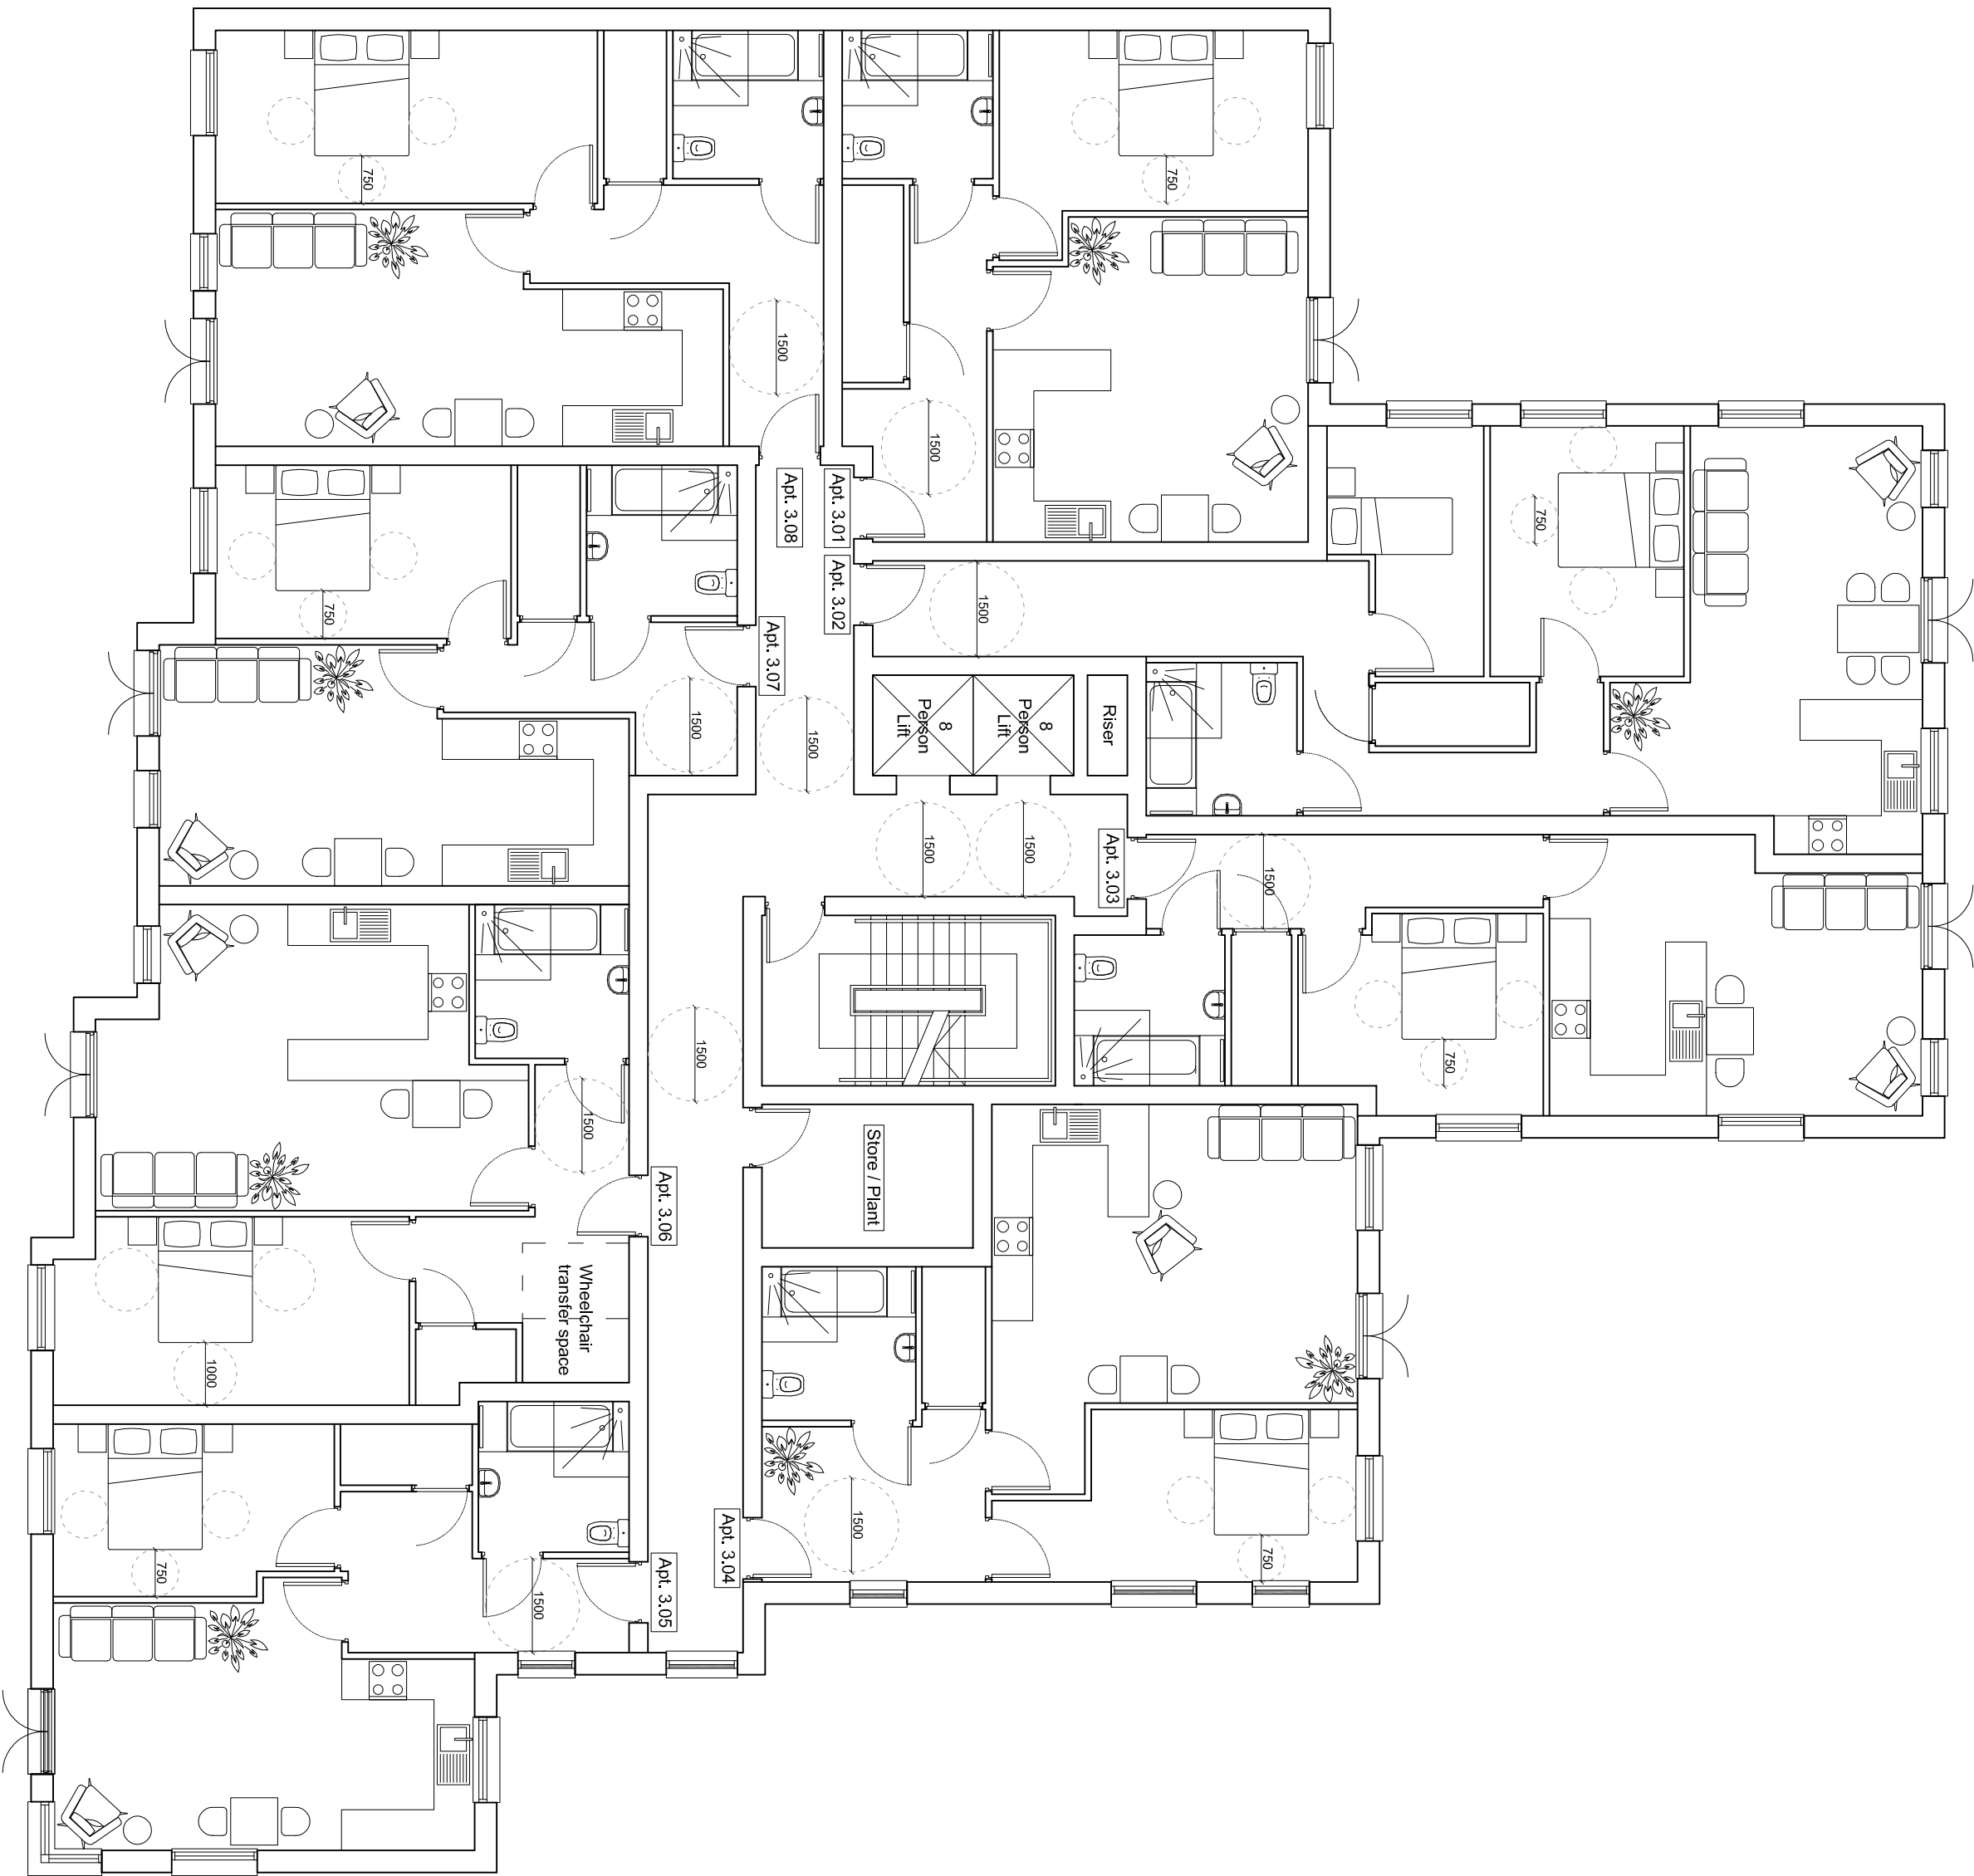 750
750
1500
1500
Apt. 3.08
Apt. 3.01
750
750
Apt. 3.02
1500
Apt. 3.07
1500
1500
8
Person
Lift
8
Person
Lift
Riser
1500
1500
Apt. 3.03
1500
1500
750
1500
Apt. 3.06
Store / Plant
Wheelchair
transfer space
1000
1500
750
Apt. 3.04
750
1500
Apt. 3.05